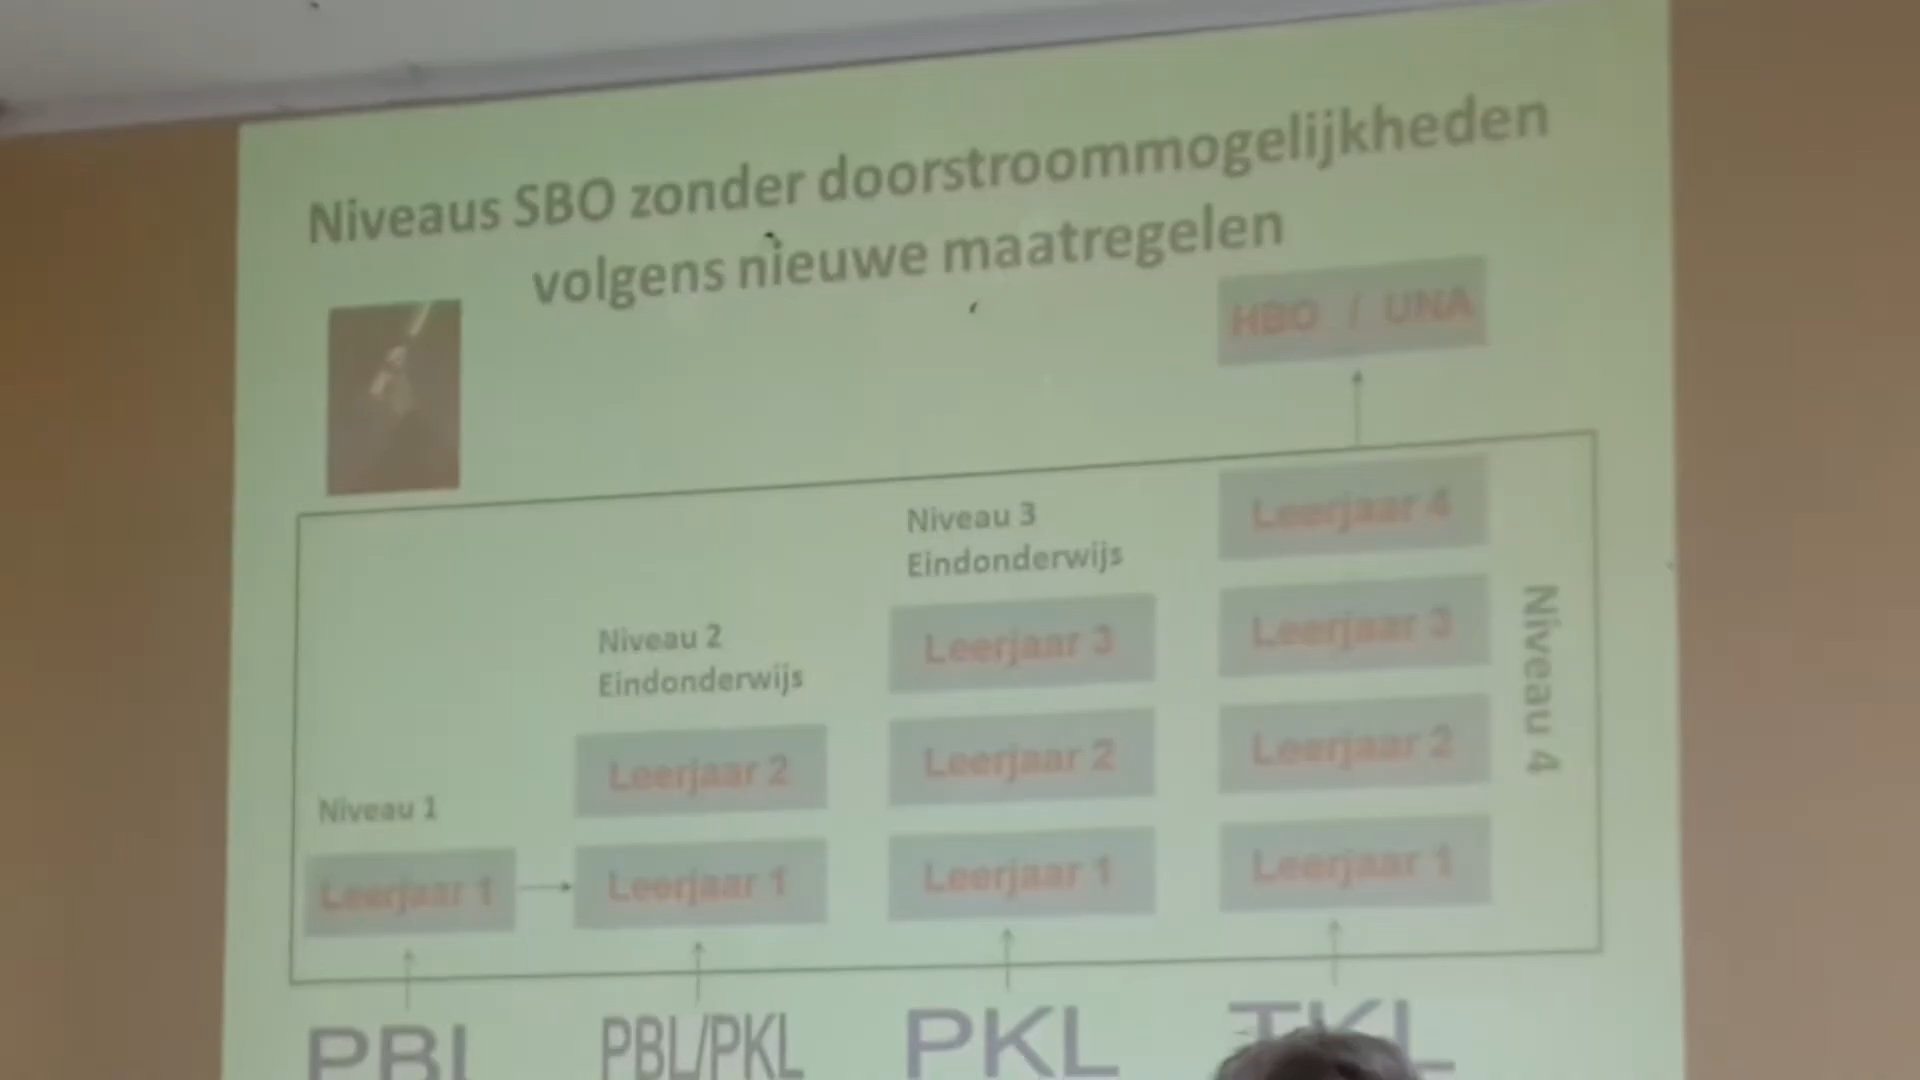 Niveaus SBO zonder doorstroommogelijkheden
volgens nieuwe maatregelen
HBO / UNA
Niveau 3
Eindonderwijs
Leerjaar 4
Niveau 2
Eindonderwijs
Leerjaar 3
Leerjaar 3
Niveau 4
Niveau 1
Leerjaar 2
Leerjaar 2
Leerjaar 2
Leerjaar 1
Leerjaar 1
Leerjaar 1
Leerjaar 1
PBL
PBL/PKL
PKL
TKL